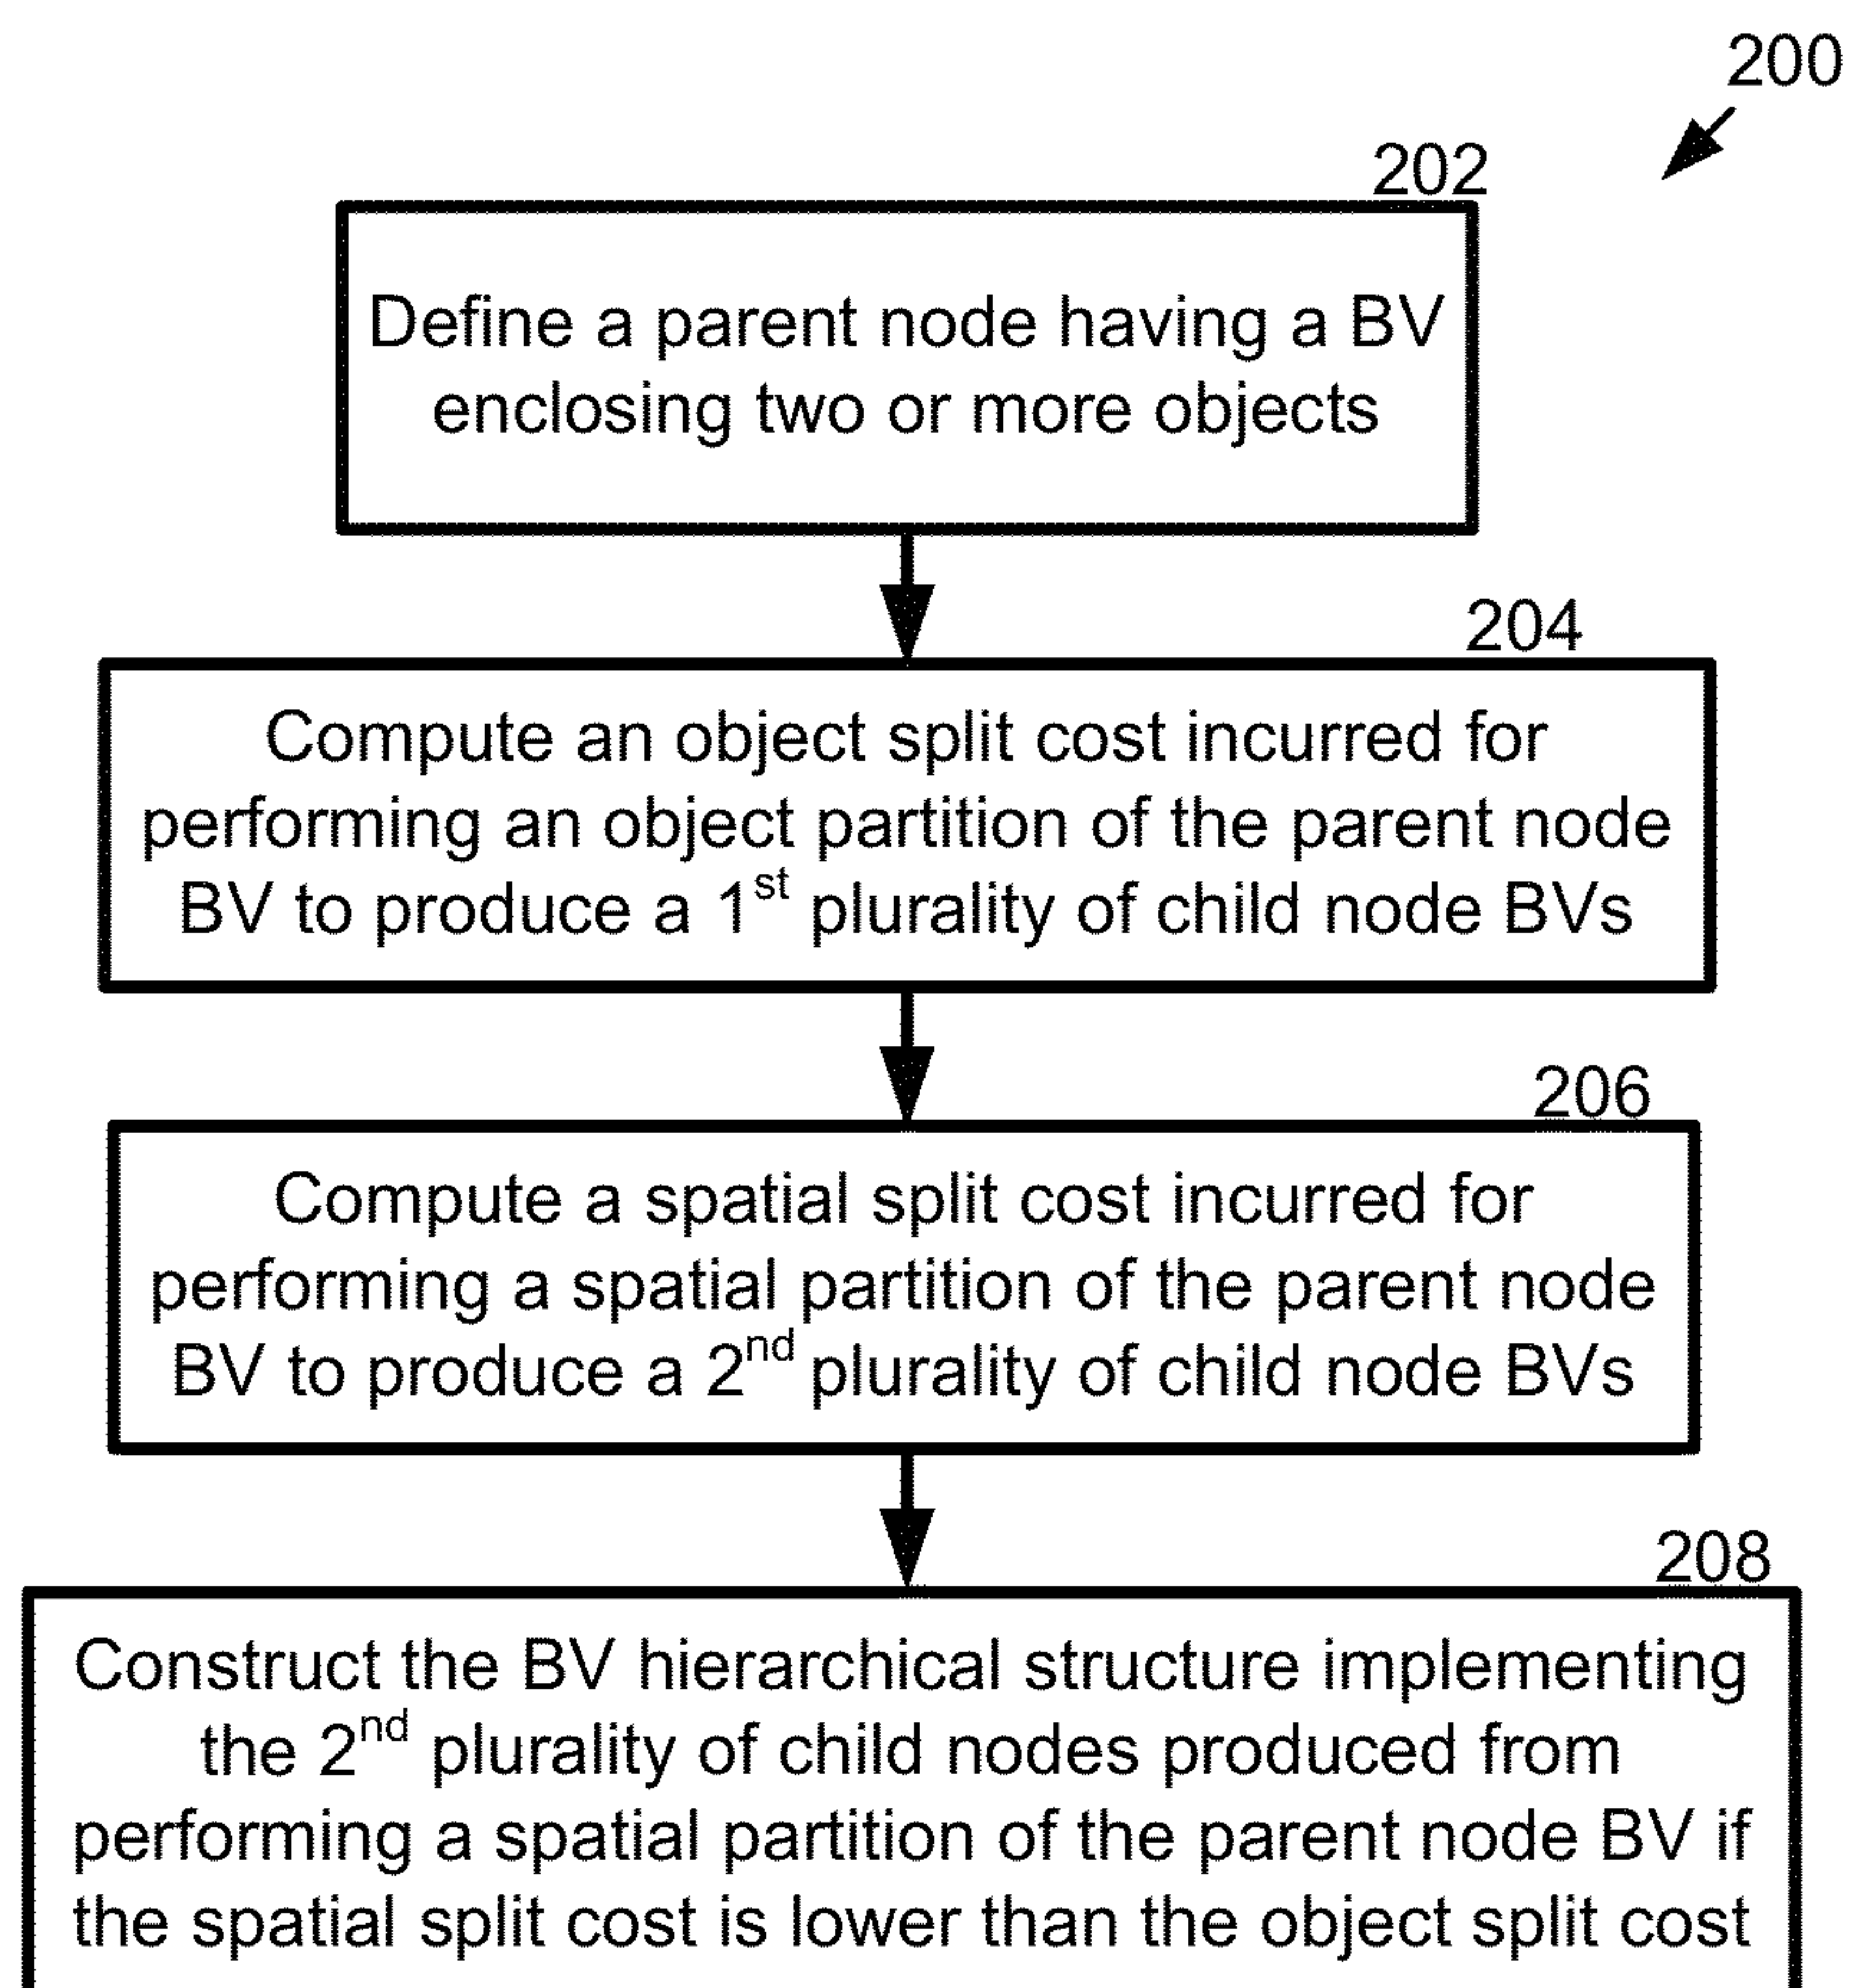 200
202
Define a parent node having a BV
enclosing two or more objects
204
Compute an object split cost incurred for
performing an object partition of the parent node
BV to produce a 1st plurality of child node BVs
206
Compute a spatial split cost incurred for
performing a spatial partition of the parent node
BV to produce a 2nd plurality of child node BVs
208
Construct the BV hierarchical structure implementing
the 2nd plurality of child nodes produced from
performing a spatial partition of the parent node BV if
the spatial split cost is lower than the object split cost